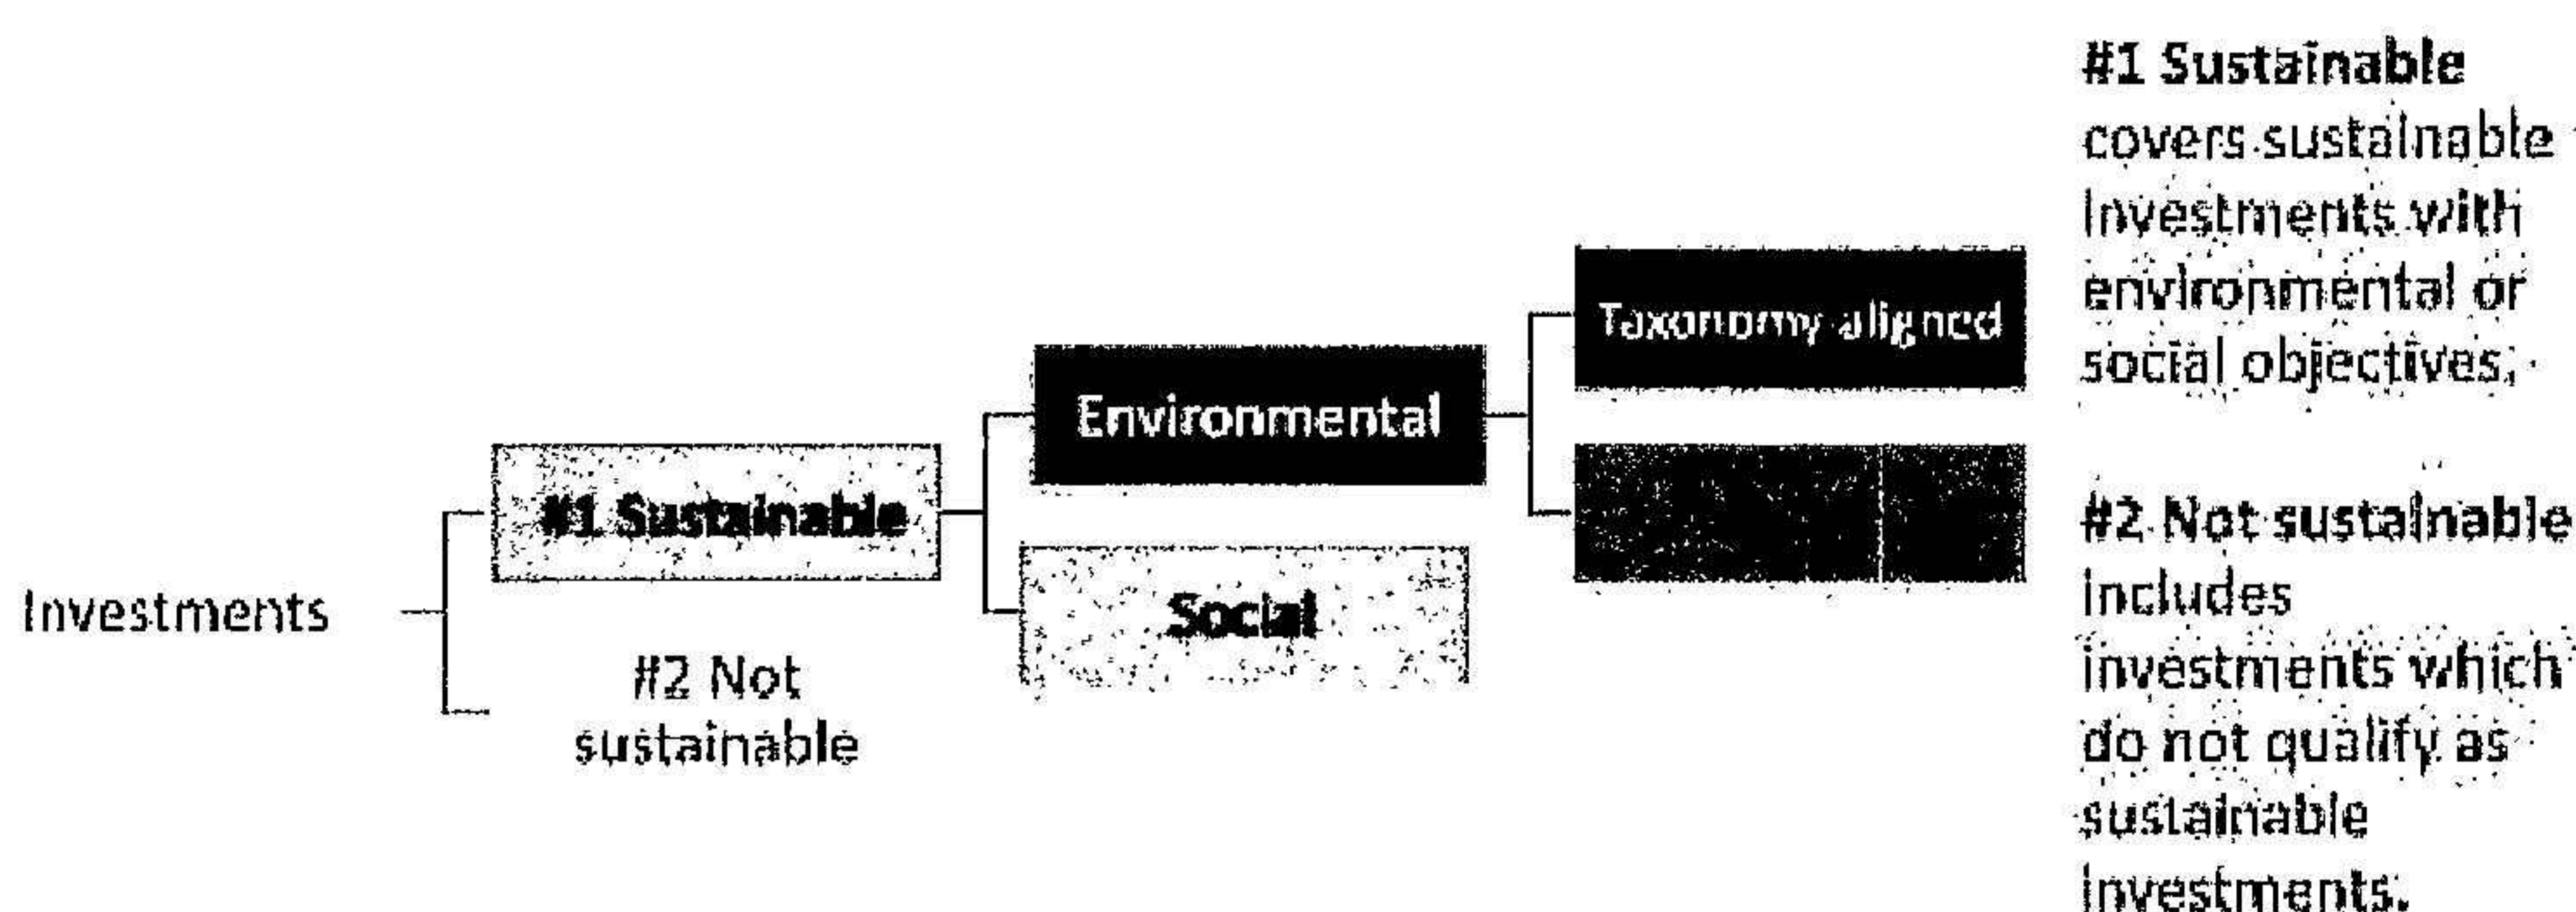 Investments
#1 Sustainable
#2 Not
sustainable
Environmental
Social
Taxonomy-aligned
#1 Sustainable
covers sustainable
investments with
environmental or
social objectives.
#2 Not sustainable
includes
investments which
do not qualify as
sustainable
investments.